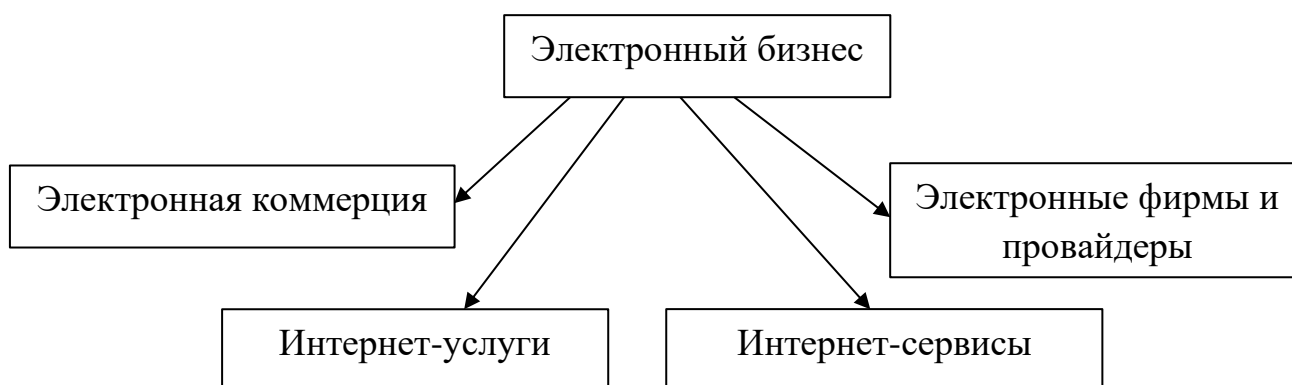 Электронный бизнес
Электронная коммерция
Электронные фирмы и
провайдеры
Интернет-услуги
Интернет-сервисы